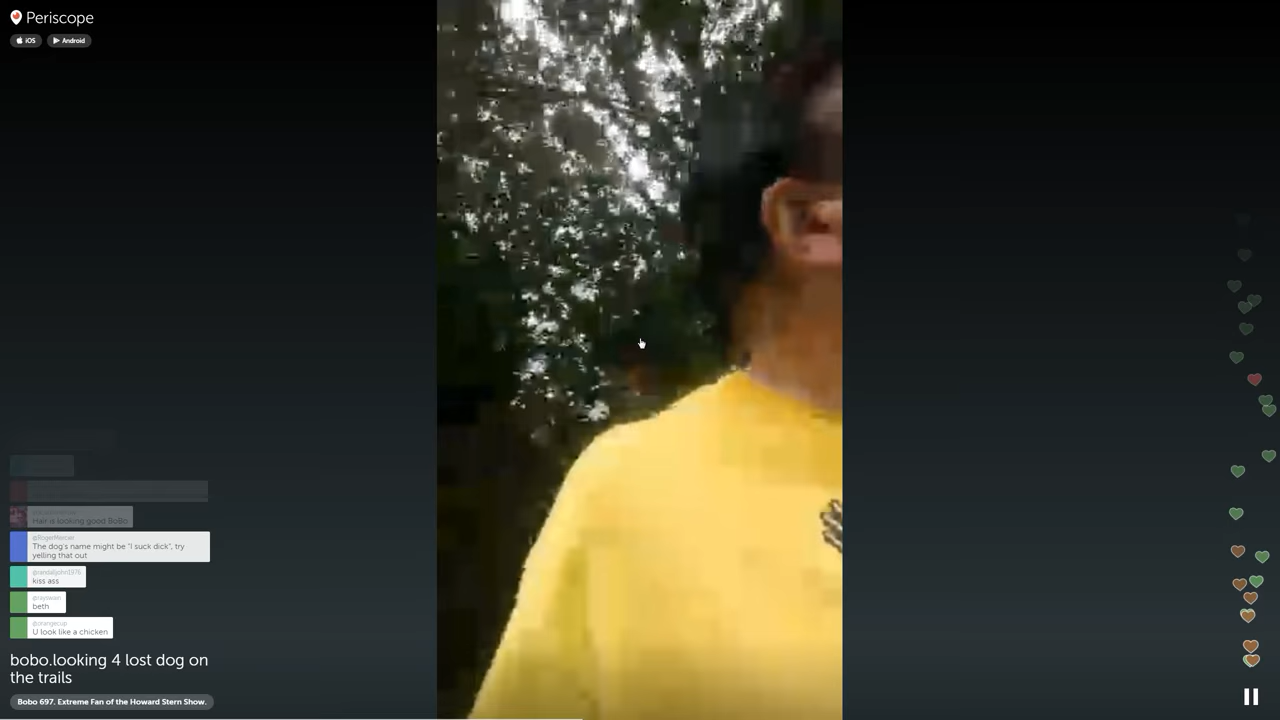 Periscope
iOS
Android
Hair is looking good BoBo
@RogerMercier
The dog's name might be "I suck dick", try
yelling that out
@randalljohn1976
kiss ass
@rayswain
beth
@orangecup
U look like a chicken
bobo.looking 4 lost dog on
the trails
Bobo 697. Extreme Fan of the Howard Stern Show.